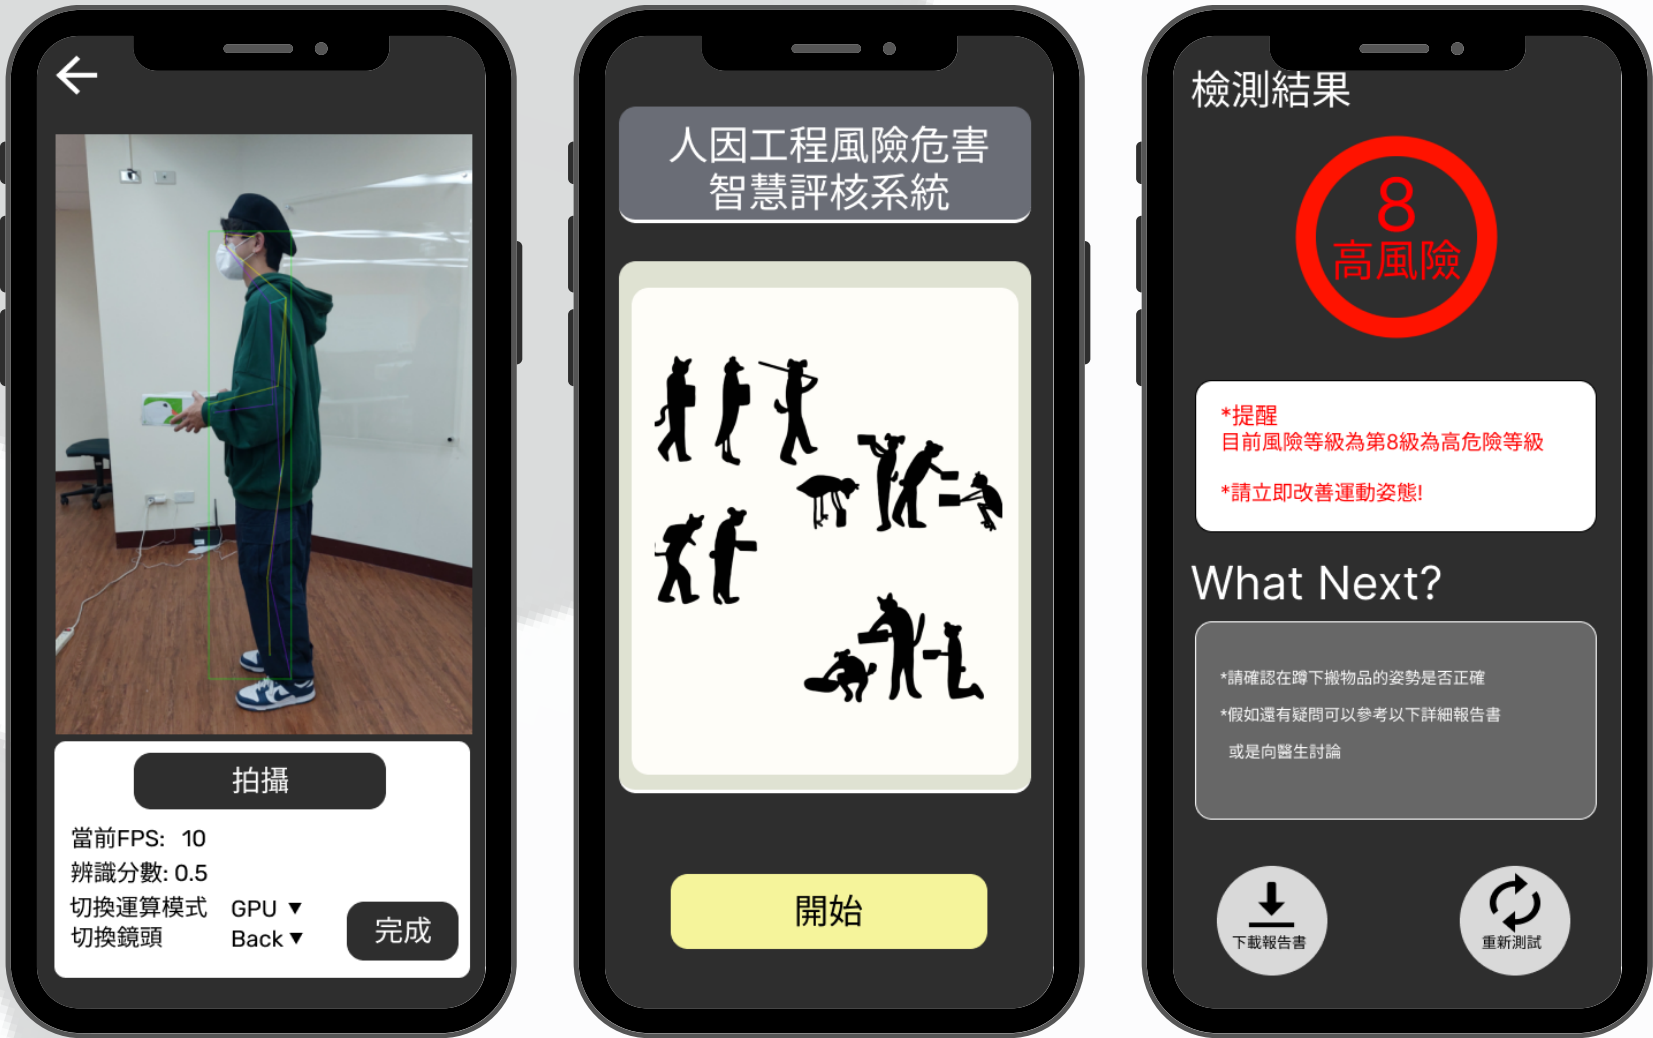 拍攝
當前FPS: 10
辨識分數: 0.5
切換運算模式 GPU ▼
切換鏡頭 Back ▼
完成
人因工程風險危害
智慧評核系統
開始
檢測結果
8
高風險
*提醒
目前風險等級為第8級為高危險等級
*請立即改善運動姿態!
What Next?
*請確認在蹲下搬物品的姿勢是否正確
*假如還有疑問可以參考以下詳細報告書
或是向醫生討論
下載報告書
重新測試